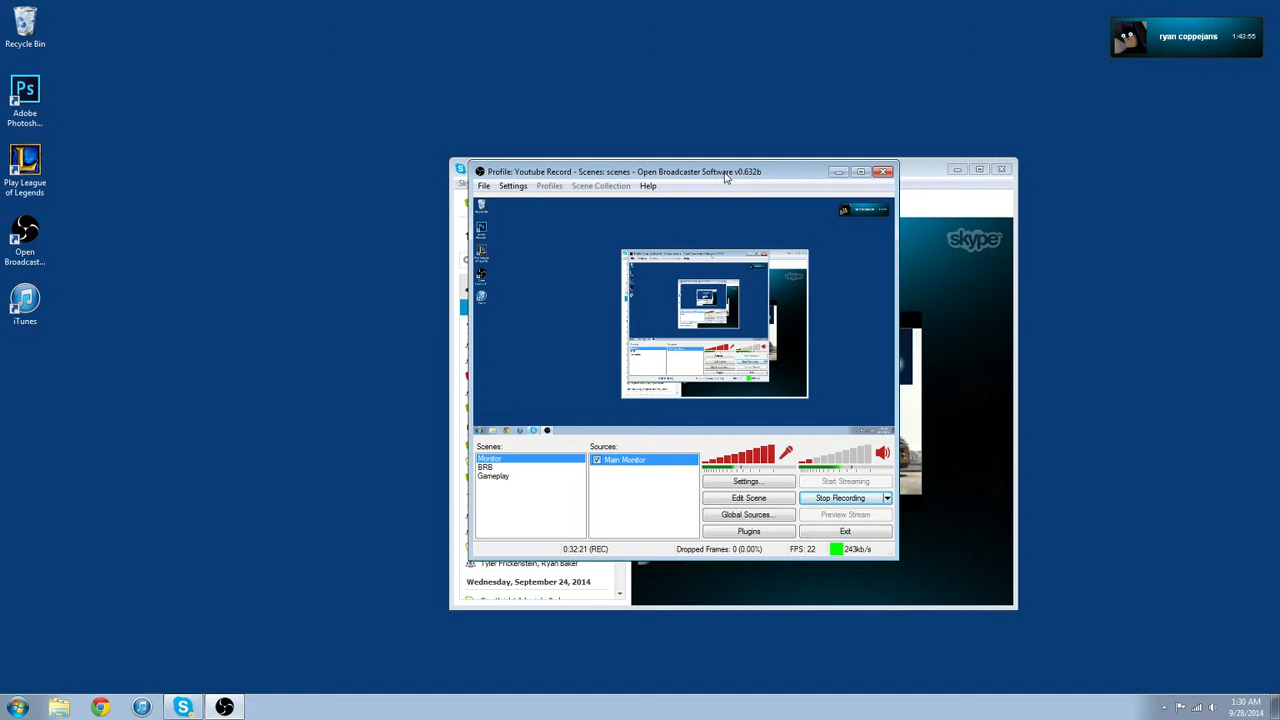 Recycle Bin
Adobe
Photosh...
Play League
of Legends
Open
Broadcast...
iTunes
ryan coppejans 1:43:55
Profile: Youtube Record - Scenes: scenes - Open Broadcaster Software v0.632b
File Settings Profiles Scene Collection Help
skype
Scenes:
Monitor
BRB
Gameplay
Sources:
Main Monitor
Settings...
Start Streaming
Edit Scene
Stop Recording
Global Sources...
Preview Stream
Plugins
Exit
0:32:21 (REC) Dropped Frames: 0 (0.00%) FPS: 22 243kb/s
Tyler Frickenstein, Ryan Baker
Wednesday, September 24, 2014
1:30 AM
9/28/2014